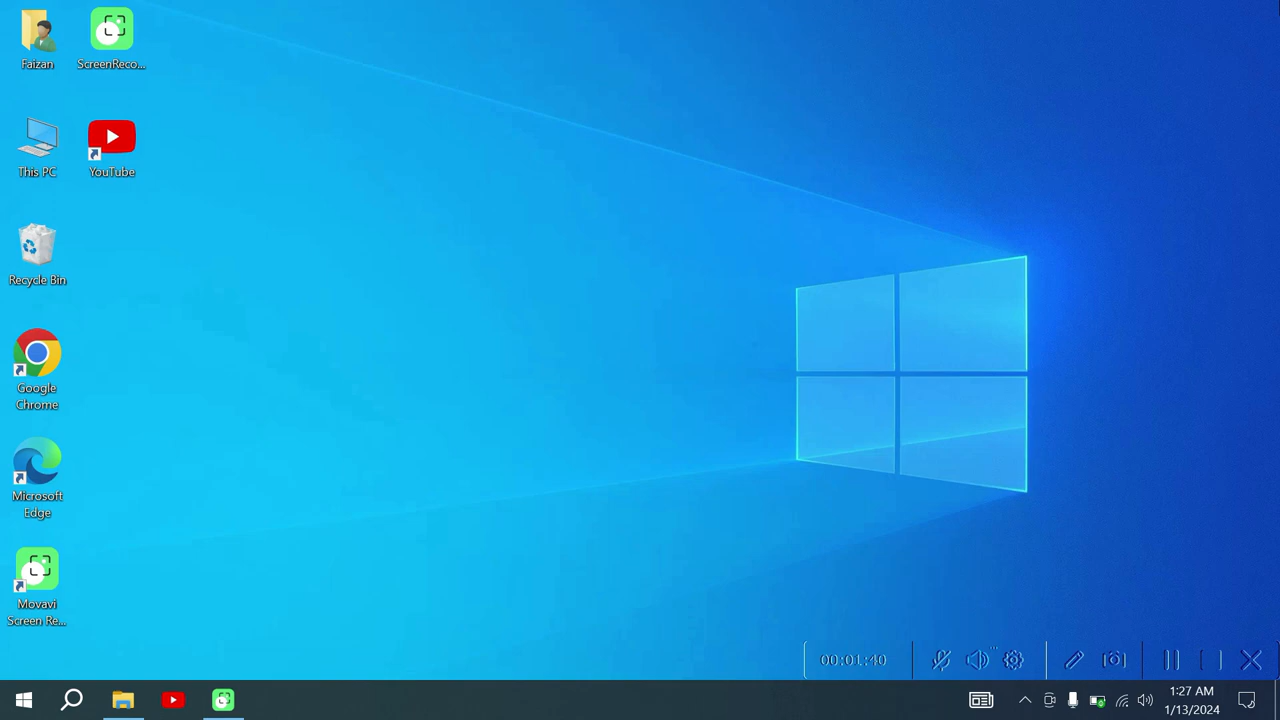 Faizan
ScreenReco...
This PC
YouTube
Recycle Bin
Google
Chrome
Microsoft
Edge
Movavi
Screen Re...
00:01:40
1:27 AM
1/13/2024